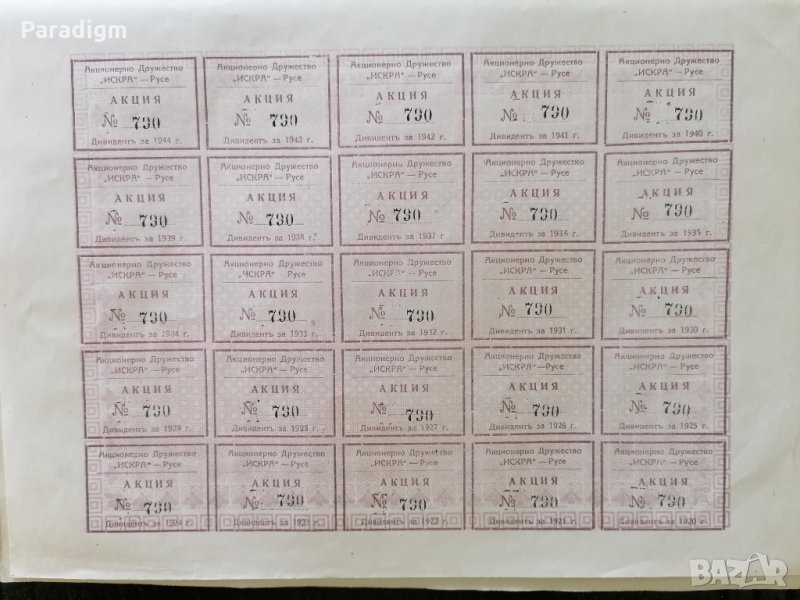 Paradigm
Акционерно Дружество
„ИСКРА“ — Русе
АКЦИЯ
№ 790
Дивидентъ за 1944 г.
Акционерно Дружество
„ИСКРА“ — Русе
АКЦИЯ
№ 790
Дивидентъ за 1943 г.
Акционерно Дружество
„ИСКРА“ — Русе
АКЦИЯ
№ 790
Дивидентъ за 1942 г.
Акционерно Дружество
„ИСКРА“ — Русе
АКЦИЯ
№ 790
Дивидентъ за 1941 г.
Акционерно Дружество
„ИСКРА“ — Русе
АКЦИЯ
№ 790
Дивидентъ за 1940 г.
Акционерно Дружество
„ИСКРА“ — Русе
АКЦИЯ
№ 790
Дивидентъ за 1939 г.
Акционерно Дружество
„ИСКРА“ — Русе
АКЦИЯ
№ 790
Дивидентъ за 1938 г.
Акционерно Дружество
„ИСКРА“ — Русе
АКЦИЯ
№ 790
Дивидентъ за 1937 г
Акционерно Дружество
„ИСКРА“ — Русе
АКЦИЯ
№ 790
Дивидентъ за 1936 г.
Акционерно Дружество
„ИСКРА“ — Русе
АКЦИЯ
№ 790
Дивидентъ за 1935 г.
Акционерно Дружество
„ИСКРА“ — Русе
АКЦИЯ
№ 790
Дивидентъ за 1934 г.
Акционерно Дружество
„ИСКРА“ — Русе
АКЦИЯ
№ 790
Дивидентъ за 1933 г.
Акционерно Дружество
„ИСКРА“ — Русе
АКЦИЯ
№ 790
Дивидентъ за 1932 г.
Акционерно Дружество
„ИСКРА“ — Русе
АКЦИЯ
№ 790
Дивидентъ за 1931 г.
Акционерно Дружество
„ИСКРА“ — Русе
АКЦИЯ
№ 790
Дивидентъ за 1930 г.
Акционерно Дружество
„ИСКРА“ — Русе
АКЦИЯ
№ 790
Дивидентъ за 1929 г.
Акционерно Дружество
„ИСКРА“ — Русе
АКЦИЯ
№ 790
Дивидентъ за 1928 г.
Акционерно Дружество
„ИСКРА“ — Русе
АКЦИЯ
№ 790
Дивидентъ за 1927 г.
Акционерно Дружество
„ИСКРА“ — Русе
АКЦИЯ
№ 790
Дивидентъ за 1926 г.
Акционерно Дружество
„ИСКРА“ — Русе
АКЦИЯ
№ 790
Дивидентъ за 1925 г.
Акционерно Дружество
„ИСКРА“ — Русе
АКЦИЯ
№ 790
Дивидентъ за 1924 г.
Акционерно Дружество
„ИСКРА“ — Русе
АКЦИЯ
№ 790
Дивидентъ за 1923 г.
Акционерно Дружество
„ИСКРА“ — Русе
АКЦИЯ
№ 790
Дивидентъ за 1922 г.
Акционерно Дружество
„ИСКРА“ — Русе
АКЦИЯ
№ 790
Дивидентъ за 1921 г.
Акционерно Дружество
„ИСКРА“ — Русе
АКЦИЯ
№ 790
Дивидентъ за 1920 г.
BAZAR